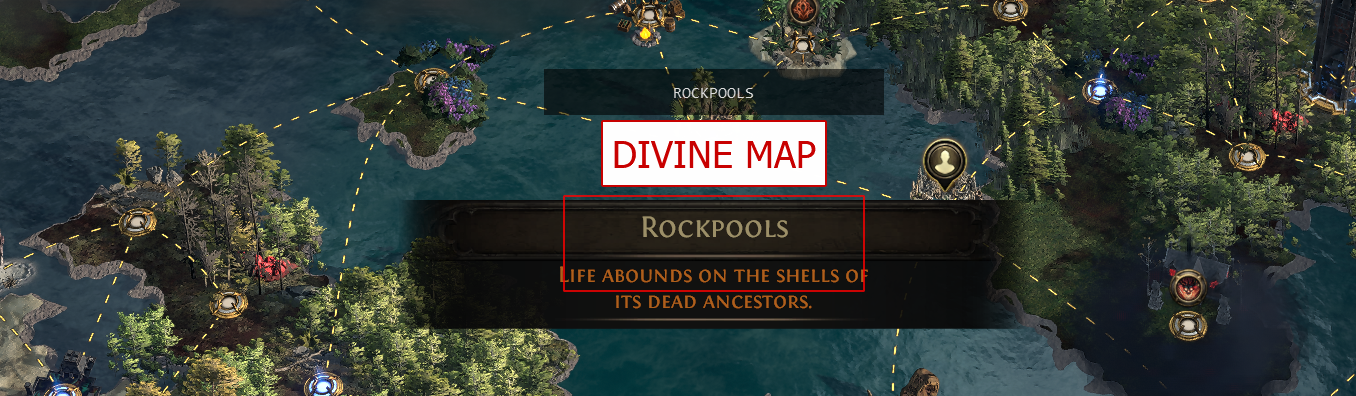 ROCKPOOLS
DIVINE MAP
ROCKPOOLS
LIFE ABOUNDS ON THE SHELLS OF
ITS DEAD ANCESTORS.